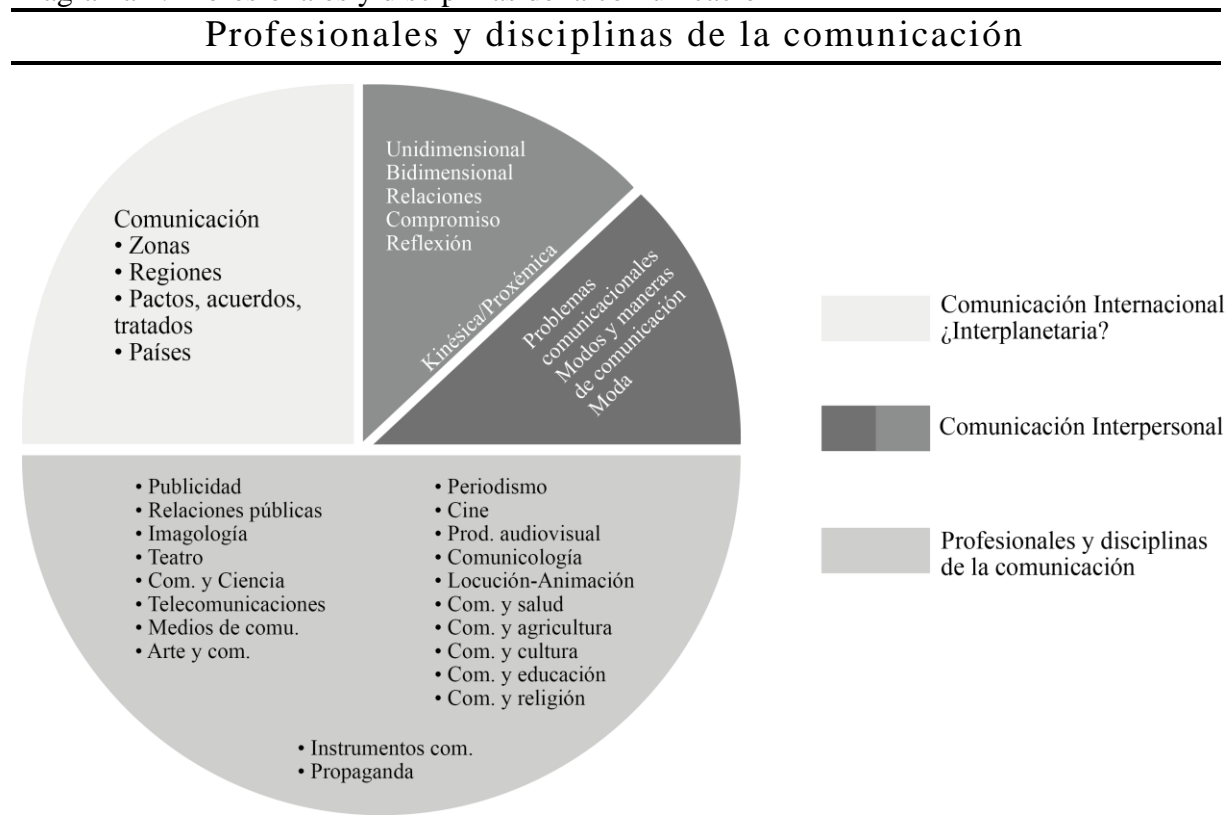 Profesionales y disciplinas de la comunicación
Unidimensional
Bidimensional
Relaciones
Compromiso
Reflexión
Kinésica/Proxémica
Problemas
comunicacionales
Modos y maneras
de comunicación
Moda
Comunicación
• Zonas
• Regiones
• Pactos, acuerdos,
tratados
• Países
• Publicidad
• Relaciones públicas
• Imagología
• Teatro
• Com. y Ciencia
• Telecomunicaciones
• Medios de comu.
• Arte y com.
• Periodismo
• Cine
• Prod. audiovisual
• Comunicología
• Locución-Animación
• Com. y salud
• Com. y agricultura
• Com. y cultura
• Com. y educación
• Com. y religión
• Instrumentos com.
• Propaganda
Comunicación Internacional
¿Interplanetaria?
Comunicación Interpersonal
Profesionales y disciplinas
de la comunicación